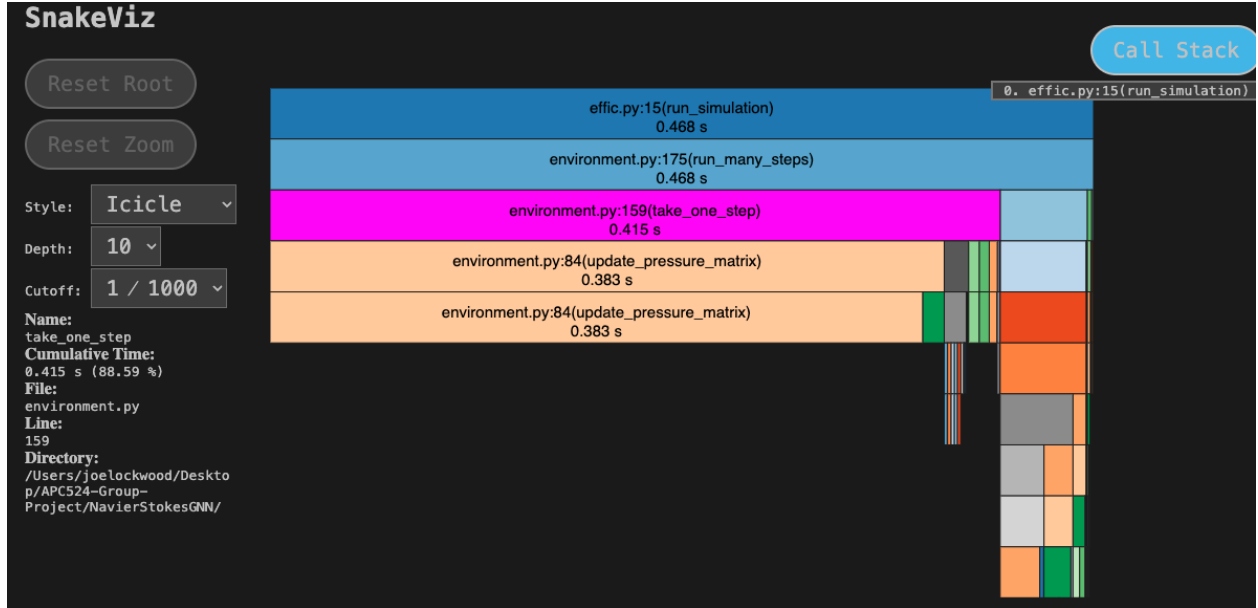 SnakeViz
Reset Root
Reset Zoom
Style: Icicle
Depth: 10
Cutoff: 1 / 1000
Name:
take_one_step
Cumulative Time:
0.415 s (88.59 %)
File:
environment.py
Line:
159
Directory:
/Users/joelockwood/Deskto
p/APC524-Group-
Project/NavierStokesGNN/
Call Stack
0. effic.py:15(run_simulation)
effic.py:15(run_simulation)
0.468 s
environment.py:175(run_many_steps)
0.468 s
environment.py:159(take_one_step)
0.415 s
environment.py:84(update_pressure_matrix)
0.383 s
environment.py:84(update_pressure_matrix)
0.383 s